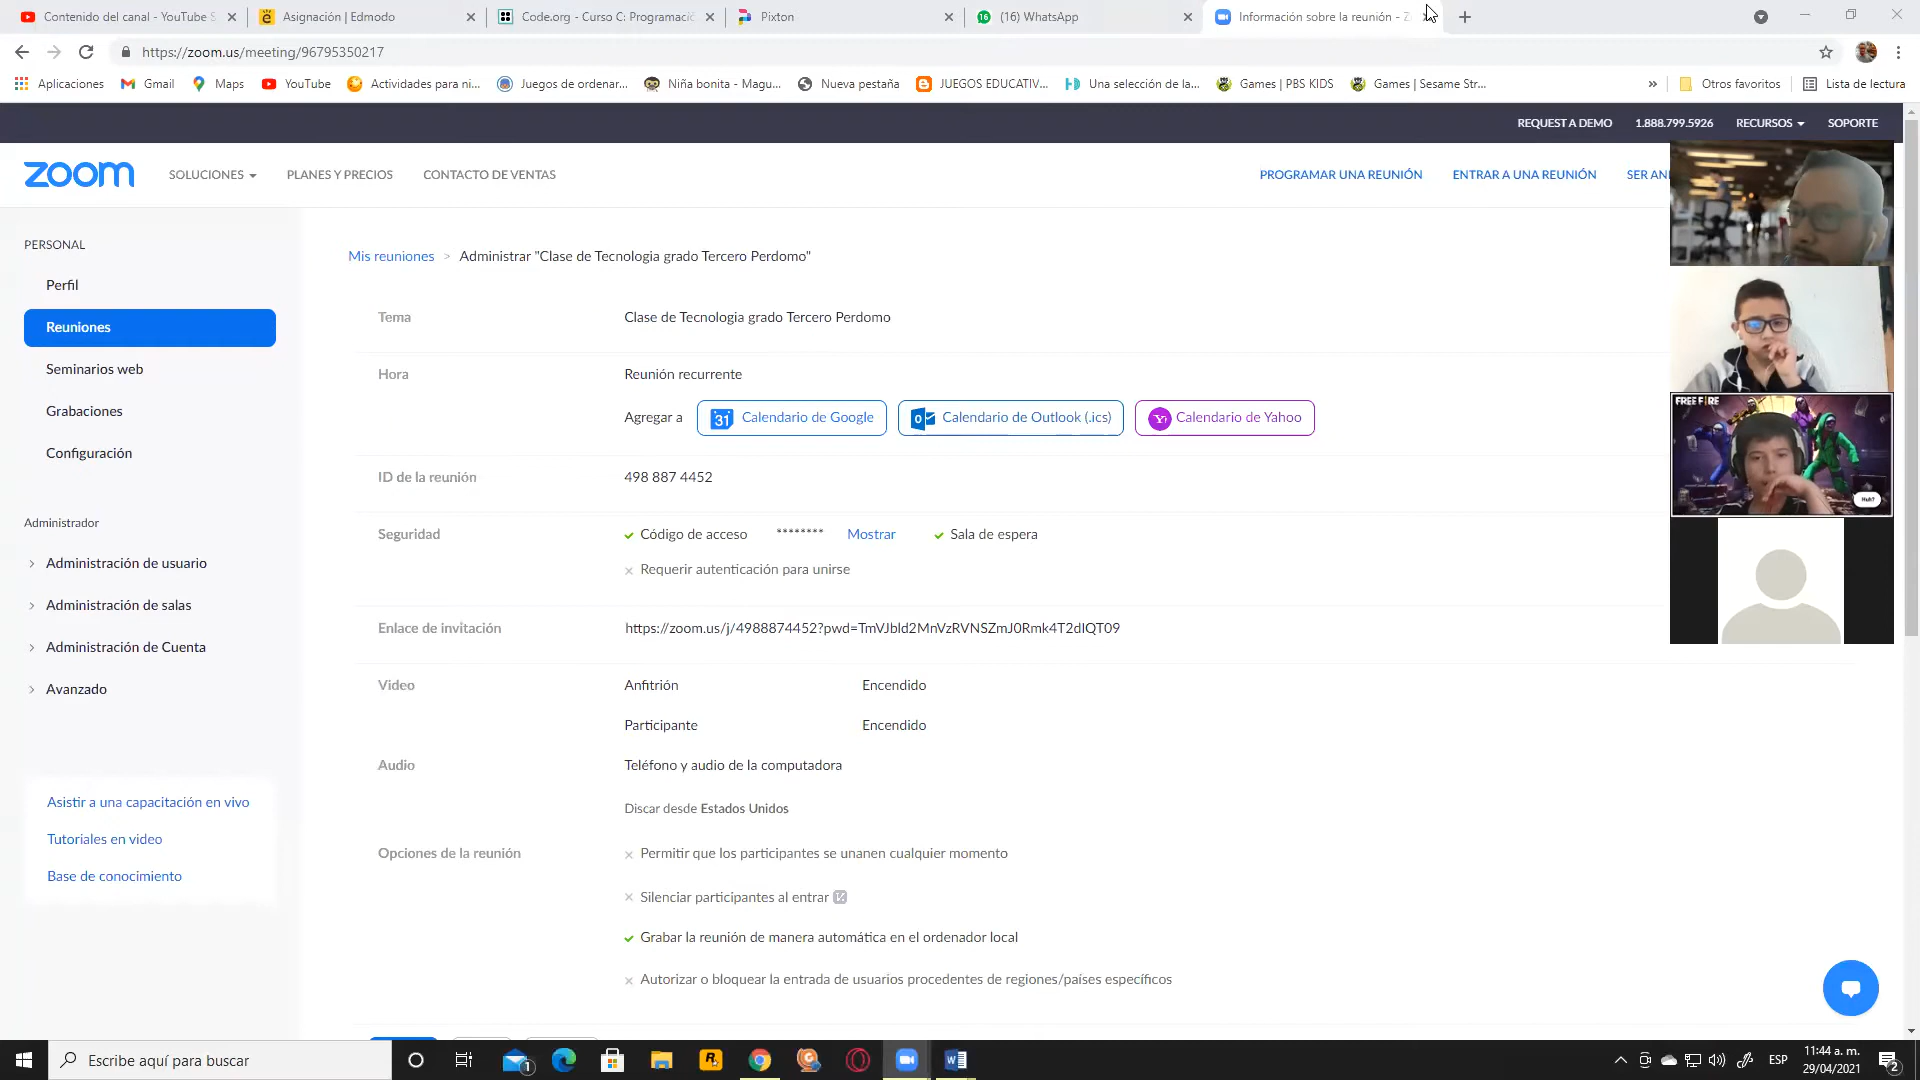 Contenido del canal - YouTube S
Asignación | Edmodo
Code.org - Curso C: Programació
Pixton
(16) WhatsApp
Información sobre la reunión - Z
https://zoom.us/meeting/96795350217
Aplicaciones
Gmail
Maps
YouTube
Actividades para ni...
Juegos de ordenar...
Niña bonita - Magu...
Nueva pestaña
JUEGOS EDUCATIV...
Una selección de la...
Games | PBS KIDS
Games | Sesame Str...
»
Otros favoritos
Lista de lectura
REQUEST A DEMO
1.888.799.5926
RECURSOS
SOPORTE
zoom
SOLUCIONES
PLANES Y PRECIOS
CONTACTO DE VENTAS
PROGRAMAR UNA REUNIÓN
ENTRAR A UNA REUNIÓN
SER AN
PERSONAL
Perfil
Reuniones
Seminarios web
Grabaciones
Configuración
Administrador
Administración de usuario
Administración de salas
Administración de Cuenta
Avanzado
Asistir a una capacitación en vivo
Tutoriales en video
Base de conocimiento
Mis reuniones > Administrar "Clase de Tecnologia grado Tercero Perdomo"
Tema
Clase de Tecnologia grado Tercero Perdomo
Hora
Reunión recurrente
Agregar a
31 Calendario de Google
Calendario de Outlook (.ics)
Calendario de Yahoo
ID de la reunión
498 887 4452
Seguridad
Código de acceso ******** Mostrar
Sala de espera
Requerir autenticación para unirse
Enlace de invitación
https://zoom.us/j/4988874452?pwd=TmVJbld2MnVzRVNSZmJ0Rmk4T2dIQT09
Video
Anfitrión Encendido
Participante Encendido
Audio
Teléfono y audio de la computadora
Discar desde Estados Unidos
Opciones de la reunión
Permitir que los participantes se unanen cualquier momento
Silenciar participantes al entrar
Grabar la reunión de manera automática en el ordenador local
Autorizar o bloquear la entrada de usuarios procedentes de regiones/países específicos
FREE FIRE
Huh?
Escribe aquí para buscar
1
ESP
11:44 a. m.
29/04/2021
2